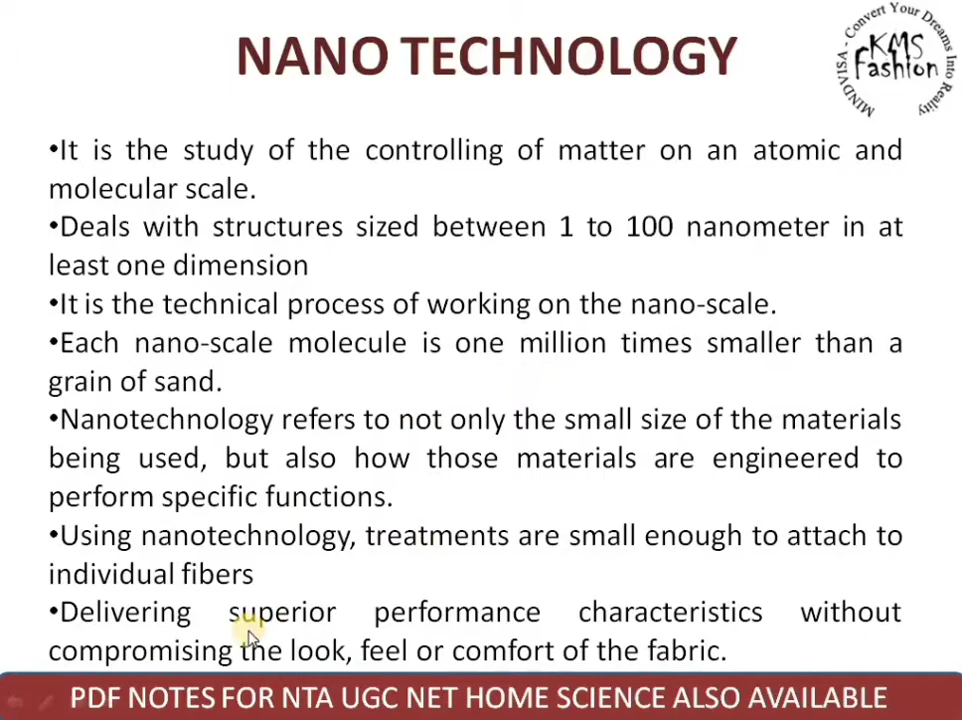 NANO TECHNOLOGY
MINDVISA - Convert Your Dreams Into Reality
KMS
Fashion
•It is the study of the controlling of matter on an atomic and
molecular scale.
•Deals with structures sized between 1 to 100 nanometer in at
least one dimension
•It is the technical process of working on the nano-scale.
•Each nano-scale molecule is one million times smaller than a
grain of sand.
•Nanotechnology refers to not only the small size of the materials
being used, but also how those materials are engineered to
perform specific functions.
•Using nanotechnology, treatments are small enough to attach to
individual fibers
•Delivering superior performance characteristics without
compromising the look, feel or comfort of the fabric.
PDF NOTES FOR NTA UGC NET HOME SCIENCE ALSO AVAILABLE